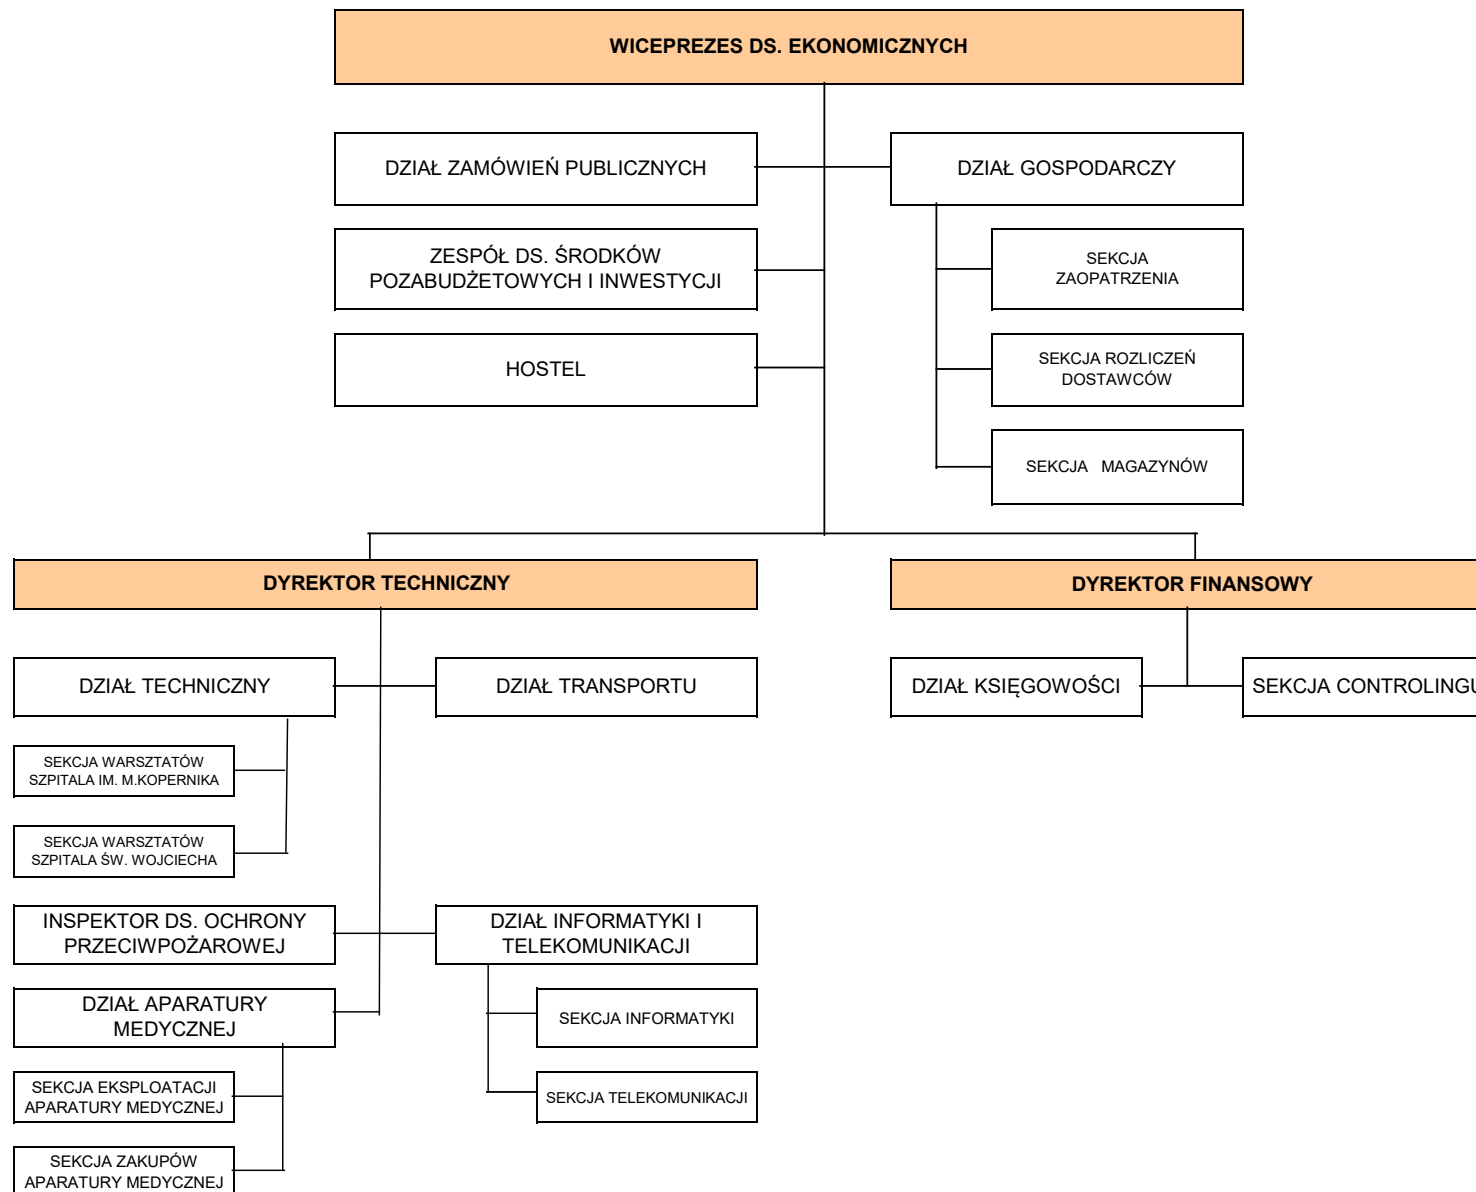 WICEPREZES DS. EKONOMICZNYCH
DZIAŁ ZAMÓWIEŃ PUBLICZNYCH
DZIAŁ GOSPODARCZY
ZESPÓŁ DS. ŚRODKÓW
POZABUDŻETOWYCH I INWESTYCJI
SEKCJA
ZAOPATRZENIA
HOSTEL
SEKCJA ROZLICZEŃ
DOSTAWCÓW
SEKCJA MAGAZYNÓW
DYREKTOR TECHNICZNY
DYREKTOR FINANSOWY
DZIAŁ TECHNICZNY
DZIAŁ TRANSPORTU
DZIAŁ KSIĘGOWOŚCI
SEKCJA CONTROLINGU
SEKCJA WARSZTATÓW
SZPITALA IM. M.KOPERNIKA
SEKCJA WARSZTATÓW
SZPITALA ŚW. WOJCIECHA
INSPEKTOR DS. OCHRONY
PRZECIWPOŻAROWEJ
DZIAŁ INFORMATYKI I
TELEKOMUNIKACJI
DZIAŁ APARATURY
MEDYCZNEJ
SEKCJA INFORMATYKI
SEKCJA EKSPLOATACJI
APARATURY MEDYCZNEJ
SEKCJA TELEKOMUNIKACJI
SEKCJA ZAKUPÓW
APARATURY MEDYCZNEJ